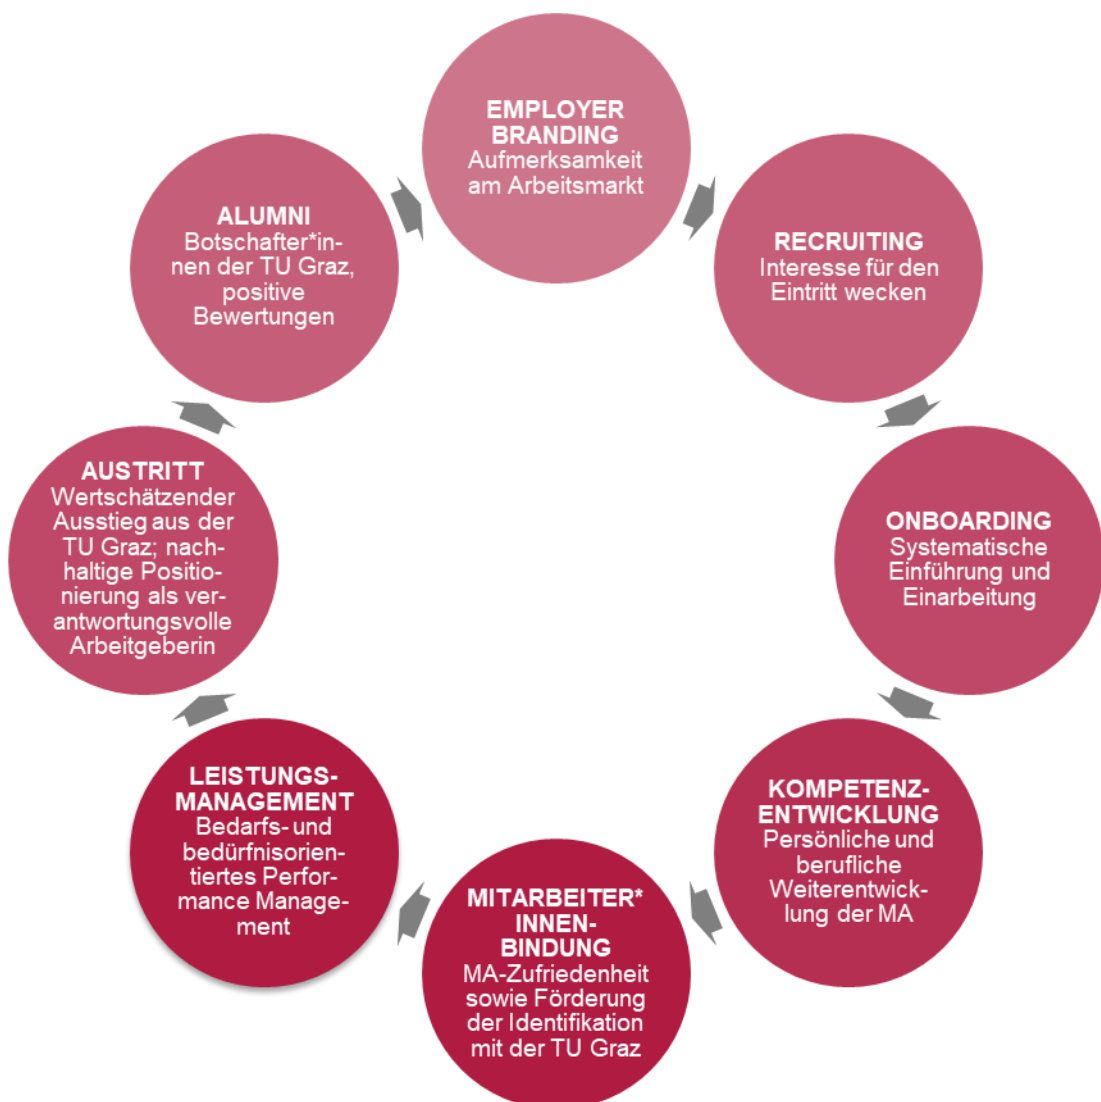 EMPLOYER
BRANDING
Aufmerksamkeit
am Arbeitsmarkt
RECRUITING
Interesse für den
Eintritt wecken
ONBOARDING
Systematische
Einführung und
Einarbeitung
KOMPETENZ-
ENTWICKLUNG
Persönliche und
berufliche
Weiterentwick-
lung der MA
MITARBEITER*
INNEN-
BINDUNG
MA-Zufriedenheit
sowie Förderung
der Identifikation
mit der TU Graz
LEISTUNGS-
MANAGEMENT
Bedarfs- und
bedürfnisorien-
tiertes Perfor-
mance Manage-
ment
AUSTRITT
Wertschätzender
Ausstieg aus der
TU Graz; nach-
haltige Positio-
nierung als ver-
antwortungsvolle
Arbeitgeberin
ALUMNI
Botschafter*in-
nen der TU Graz,
positive
Bewertungen